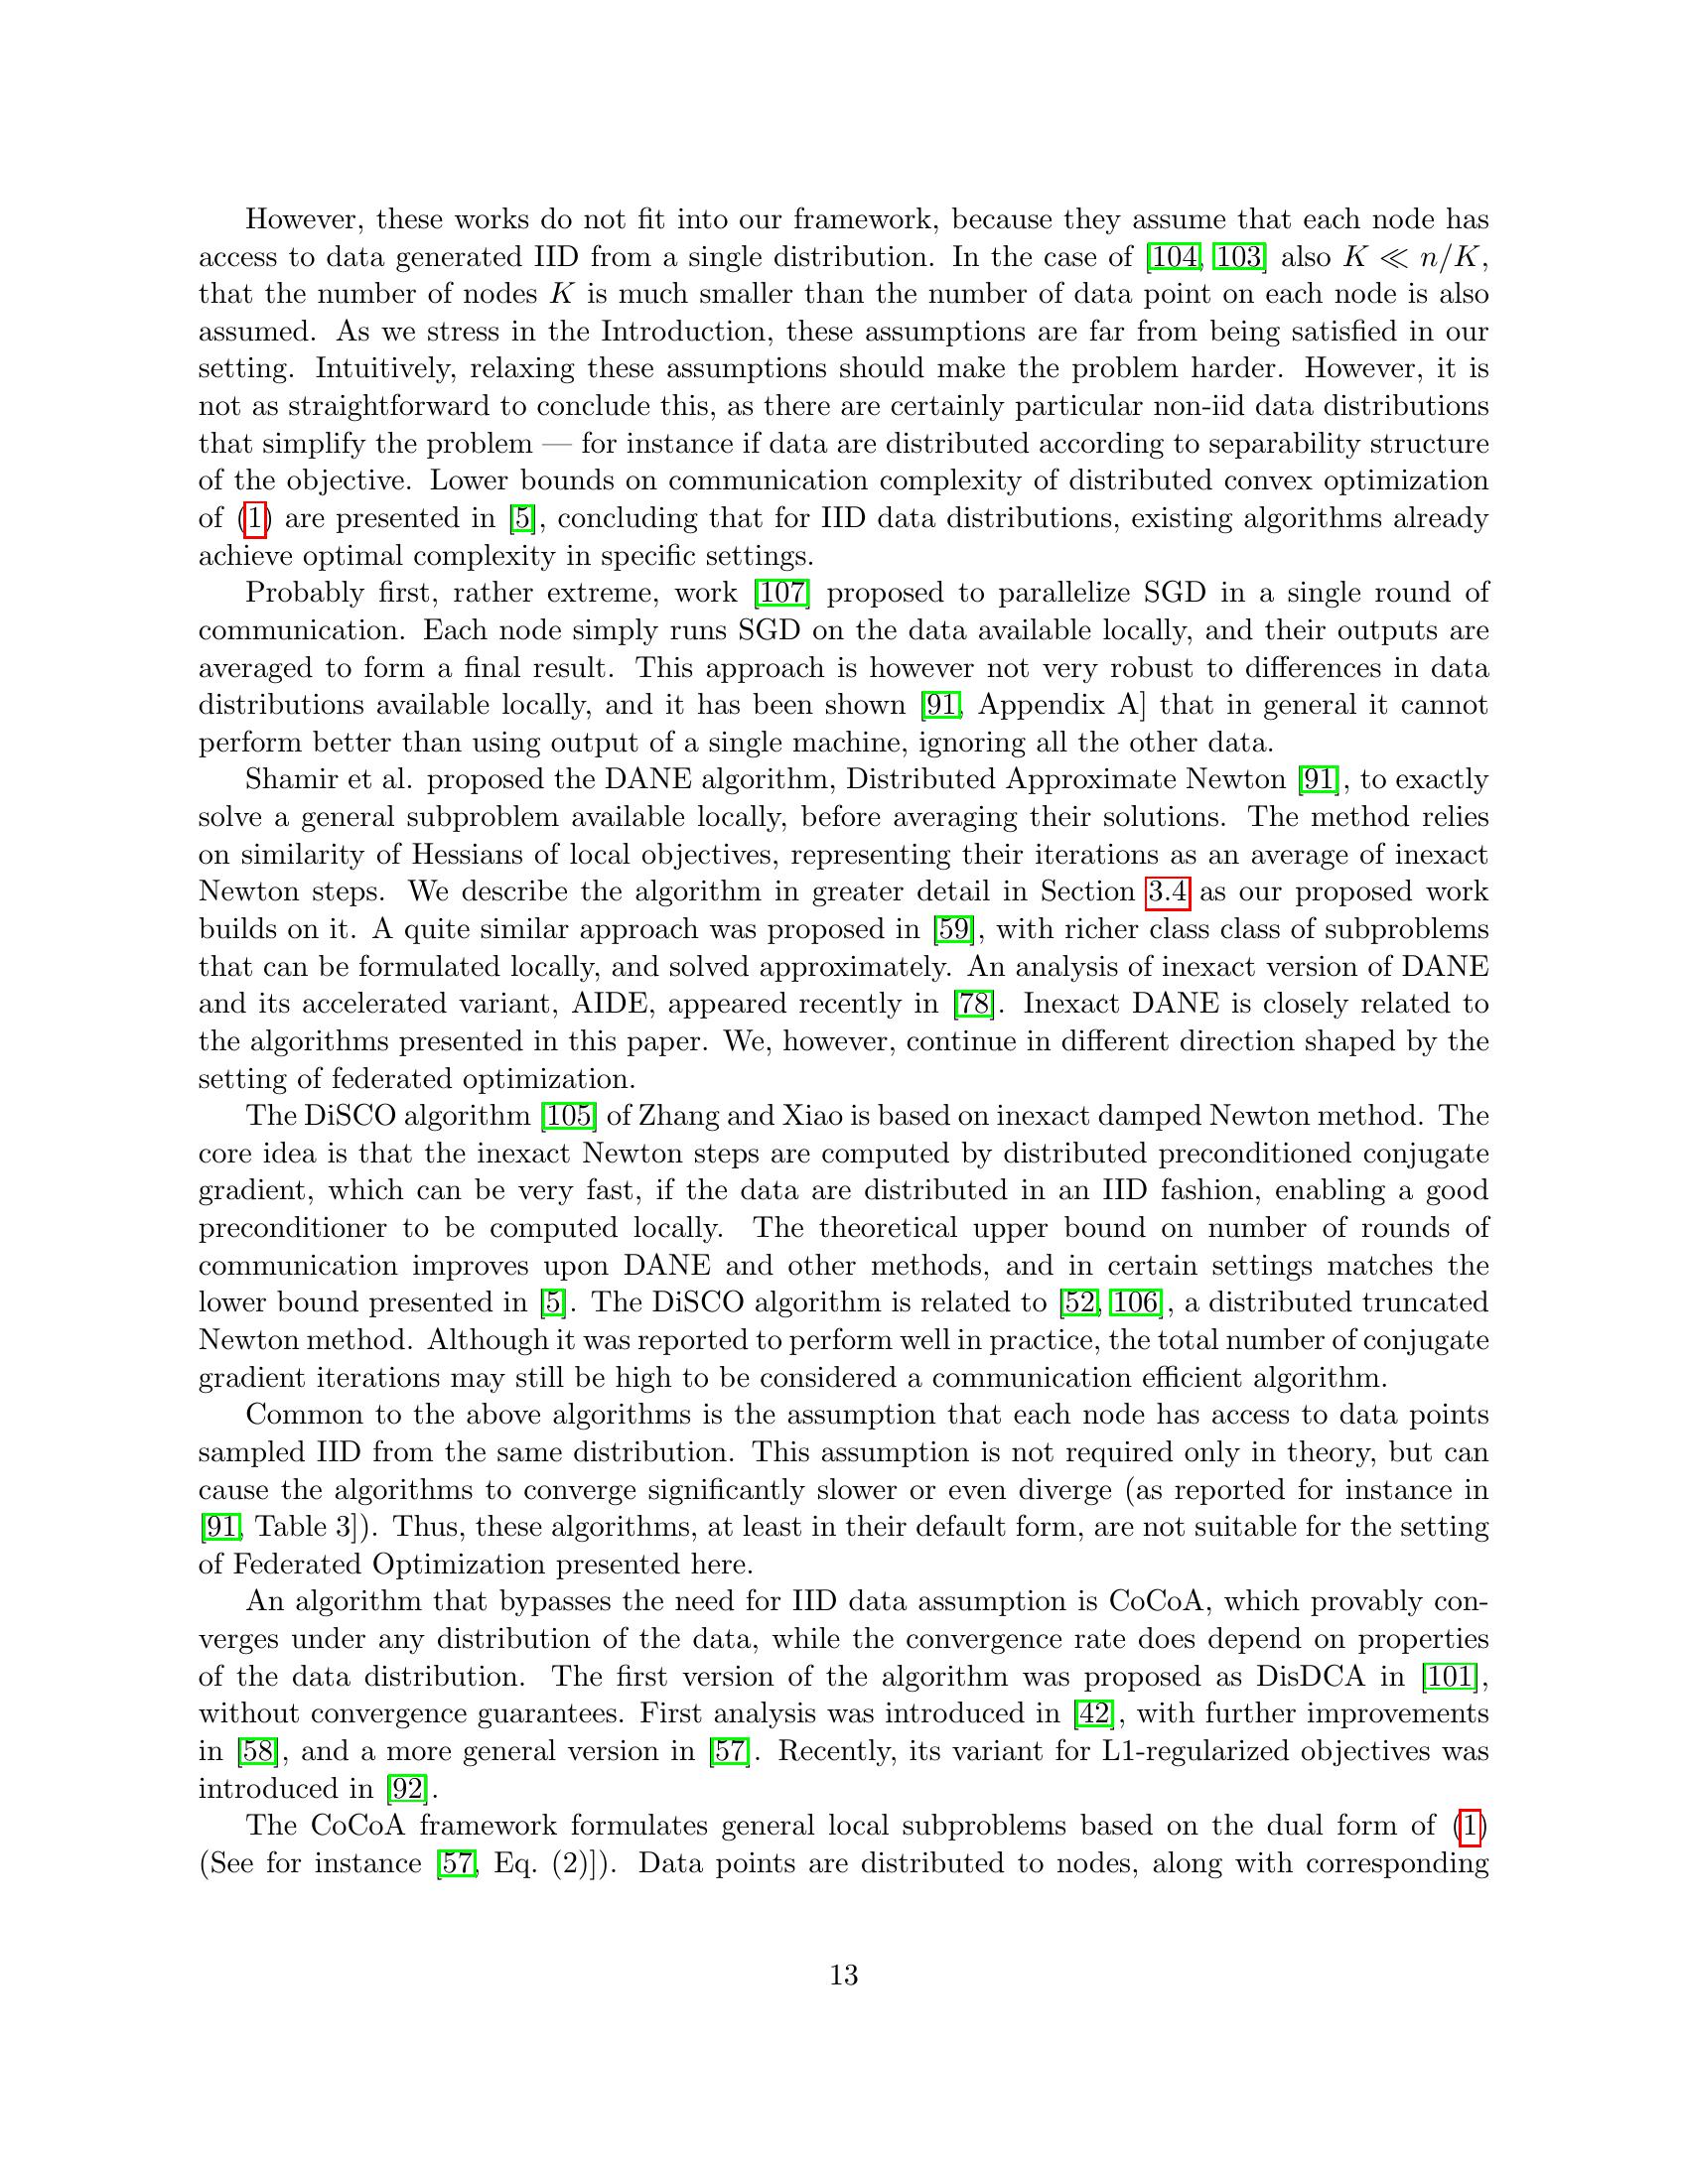 However, these works do not fit into our framework, because they assume that each node has
access to data generated IID from a single distribution. In the case of [104, 103] also K ≪ n/K,
that the number of nodes K is much smaller than the number of data point on each node is also
assumed. As we stress in the Introduction, these assumptions are far from being satisfied in our
setting. Intuitively, relaxing these assumptions should make the problem harder. However, it is
not as straightforward to conclude this, as there are certainly particular non-iid data distributions
that simplify the problem — for instance if data are distributed according to separability structure
of the objective. Lower bounds on communication complexity of distributed convex optimization
of (1) are presented in [5], concluding that for IID data distributions, existing algorithms already
achieve optimal complexity in specific settings.
Probably first, rather extreme, work [107] proposed to parallelize SGD in a single round of
communication. Each node simply runs SGD on the data available locally, and their outputs are
averaged to form a final result. This approach is however not very robust to differences in data
distributions available locally, and it has been shown [91, Appendix A] that in general it cannot
perform better than using output of a single machine, ignoring all the other data.
Shamir et al. proposed the DANE algorithm, Distributed Approximate Newton [91], to exactly
solve a general subproblem available locally, before averaging their solutions. The method relies
on similarity of Hessians of local objectives, representing their iterations as an average of inexact
Newton steps. We describe the algorithm in greater detail in Section 3.4 as our proposed work
builds on it. A quite similar approach was proposed in [59], with richer class class of subproblems
that can be formulated locally, and solved approximately. An analysis of inexact version of DANE
and its accelerated variant, AIDE, appeared recently in [78]. Inexact DANE is closely related to
the algorithms presented in this paper. We, however, continue in different direction shaped by the
setting of federated optimization.
The DiSCO algorithm [105] of Zhang and Xiao is based on inexact damped Newton method. The
core idea is that the inexact Newton steps are computed by distributed preconditioned conjugate
gradient, which can be very fast, if the data are distributed in an IID fashion, enabling a good
preconditioner to be computed locally. The theoretical upper bound on number of rounds of
communication improves upon DANE and other methods, and in certain settings matches the
lower bound presented in [5]. The DiSCO algorithm is related to [52, 106], a distributed truncated
Newton method. Although it was reported to perform well in practice, the total number of conjugate
gradient iterations may still be high to be considered a communication efficient algorithm.
Common to the above algorithms is the assumption that each node has access to data points
sampled IID from the same distribution. This assumption is not required only in theory, but can
cause the algorithms to converge significantly slower or even diverge (as reported for instance in
[91, Table 3]). Thus, these algorithms, at least in their default form, are not suitable for the setting
of Federated Optimization presented here.
An algorithm that bypasses the need for IID data assumption is CoCoA, which provably con-
verges under any distribution of the data, while the convergence rate does depend on properties
of the data distribution. The first version of the algorithm was proposed as DisDCA in [101],
without convergence guarantees. First analysis was introduced in [42], with further improvements
in [58], and a more general version in [57]. Recently, its variant for L1-regularized objectives was
introduced in [92].
The CoCoA framework formulates general local subproblems based on the dual form of (1)
(See for instance [57, Eq. (2)]). Data points are distributed to nodes, along with corresponding
13